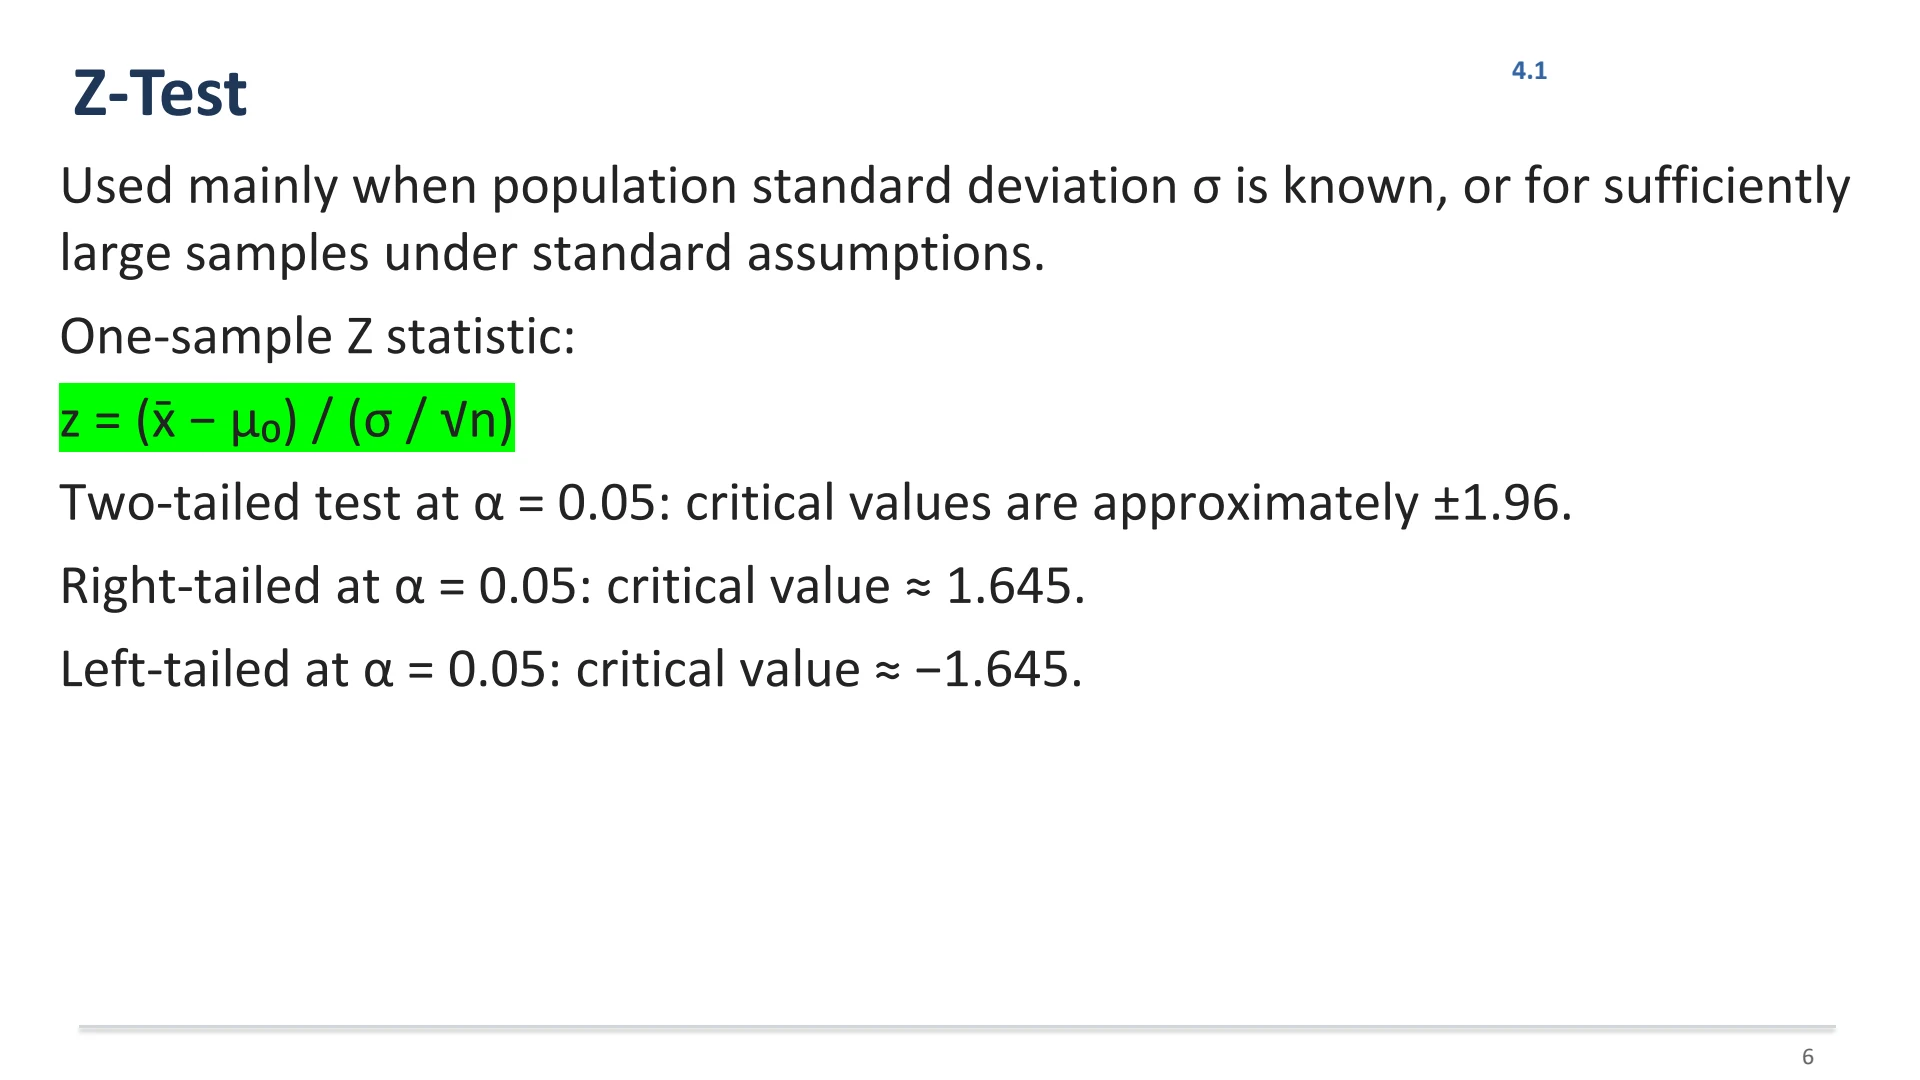 Z-Test
4.1
Used mainly when population standard deviation σ is known, or for sufficiently
large samples under standard assumptions.
One-sample Z statistic:
z = (x̄ − μ₀) / (σ / √n)
Two-tailed test at α = 0.05: critical values are approximately ±1.96.
Right-tailed at α = 0.05: critical value ≈ 1.645.
Left-tailed at α = 0.05: critical value ≈ −1.645.
6